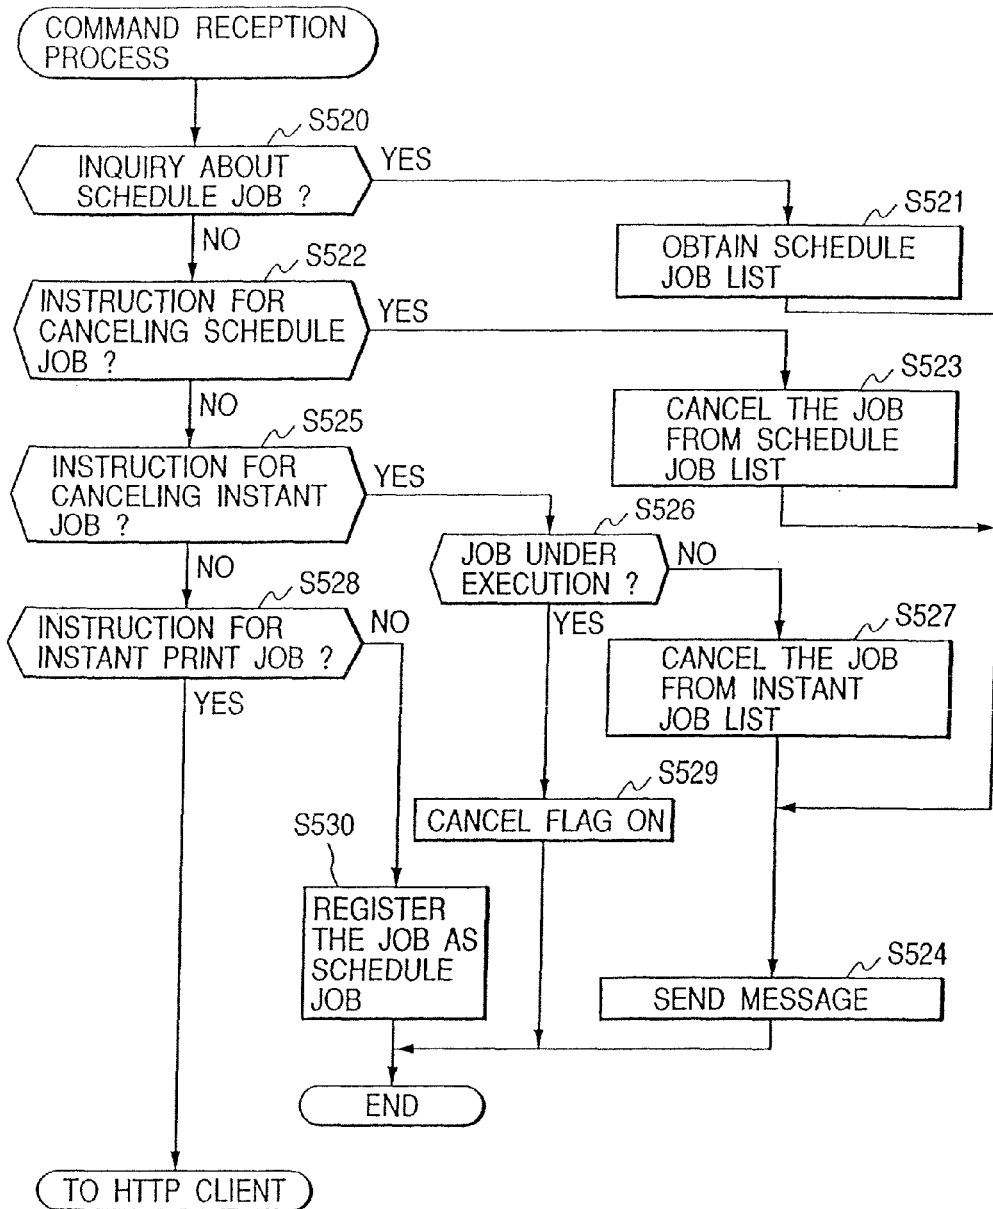 COMMAND RECEPTION
PROCESS
S520
INQUIRY ABOUT
SCHEDULE JOB ?
YES
S521
OBTAIN SCHEDULE
JOB LIST
NO
S522
INSTRUCTION FOR
CANCELING SCHEDULE
JOB ?
YES
S523
CANCEL THE JOB
FROM SCHEDULE
JOB LIST
NO
S525
INSTRUCTION FOR
CANCELING INSTANT
JOB ?
YES
S526
JOB UNDER
EXECUTION ?
NO
YES
S527
CANCEL THE JOB
FROM INSTANT
JOB LIST
NO
S528
INSTRUCTION FOR
INSTANT PRINT JOB ?
NO
YES
S529
CANCEL FLAG ON
S530
REGISTER
THE JOB AS
SCHEDULE
JOB
S524
SEND MESSAGE
END
TO HTTP CLIENT